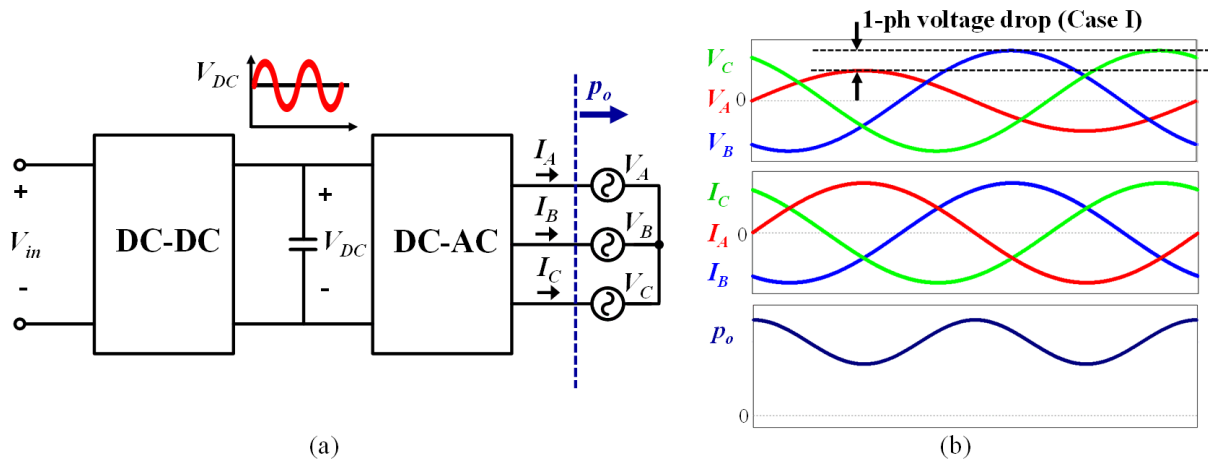 V_DC
p_o
+
V_in
-
DC-DC
+
V_DC
-
DC-AC
I_A
I_B
I_C
V_A
V_B
V_C
(a)
1-ph voltage drop (Case I)
V_C
V_A 0
V_B
I_C
I_A 0
I_B
p_o
0
(b)